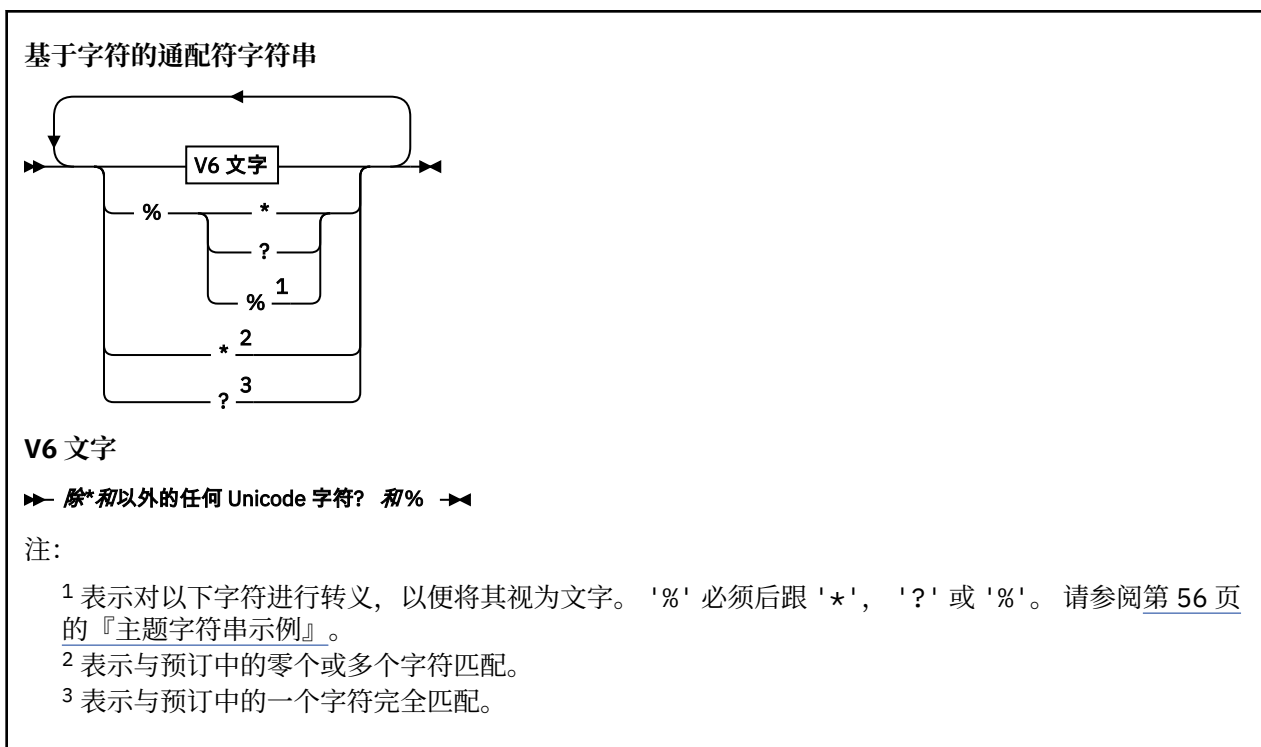 基于字符的通配符字符串
V6 文字
% *
?
% 1
* 2
? 3
V6 文字
除*和以外的任何 Unicode 字符? 和%
注:
1 表示对以下字符进行转义，以便将其视为文字。 '%' 必须后跟 '*'， '?' 或 '%'。 请参阅第 56 页
的『主题字符串示例』。
2 表示与预订中的零个或多个字符匹配。
3 表示与预订中的一个字符完全匹配。